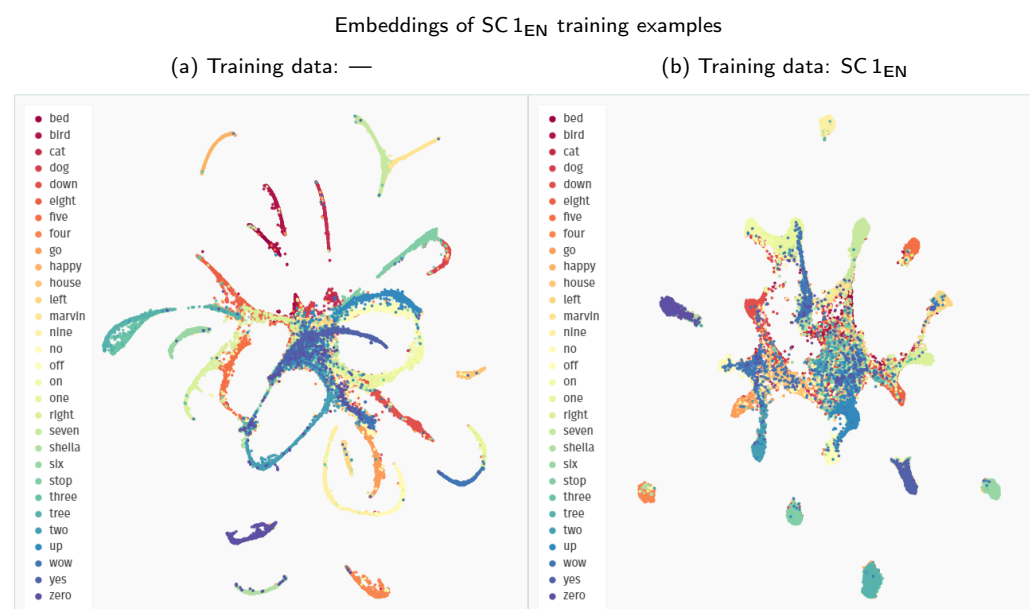 Embeddings of SC 1EN training examples
(a) Training data: —
(b) Training data: SC 1EN
bed
bird
cat
dog
down
eight
five
four
go
happy
house
left
marvin
nine
no
off
on
one
right
seven
sheila
six
stop
three
tree
two
up
wow
yes
zero
bed
bird
cat
dog
down
eight
five
four
go
happy
house
left
marvin
nine
no
off
on
one
right
seven
sheila
six
stop
three
tree
two
up
wow
yes
zero